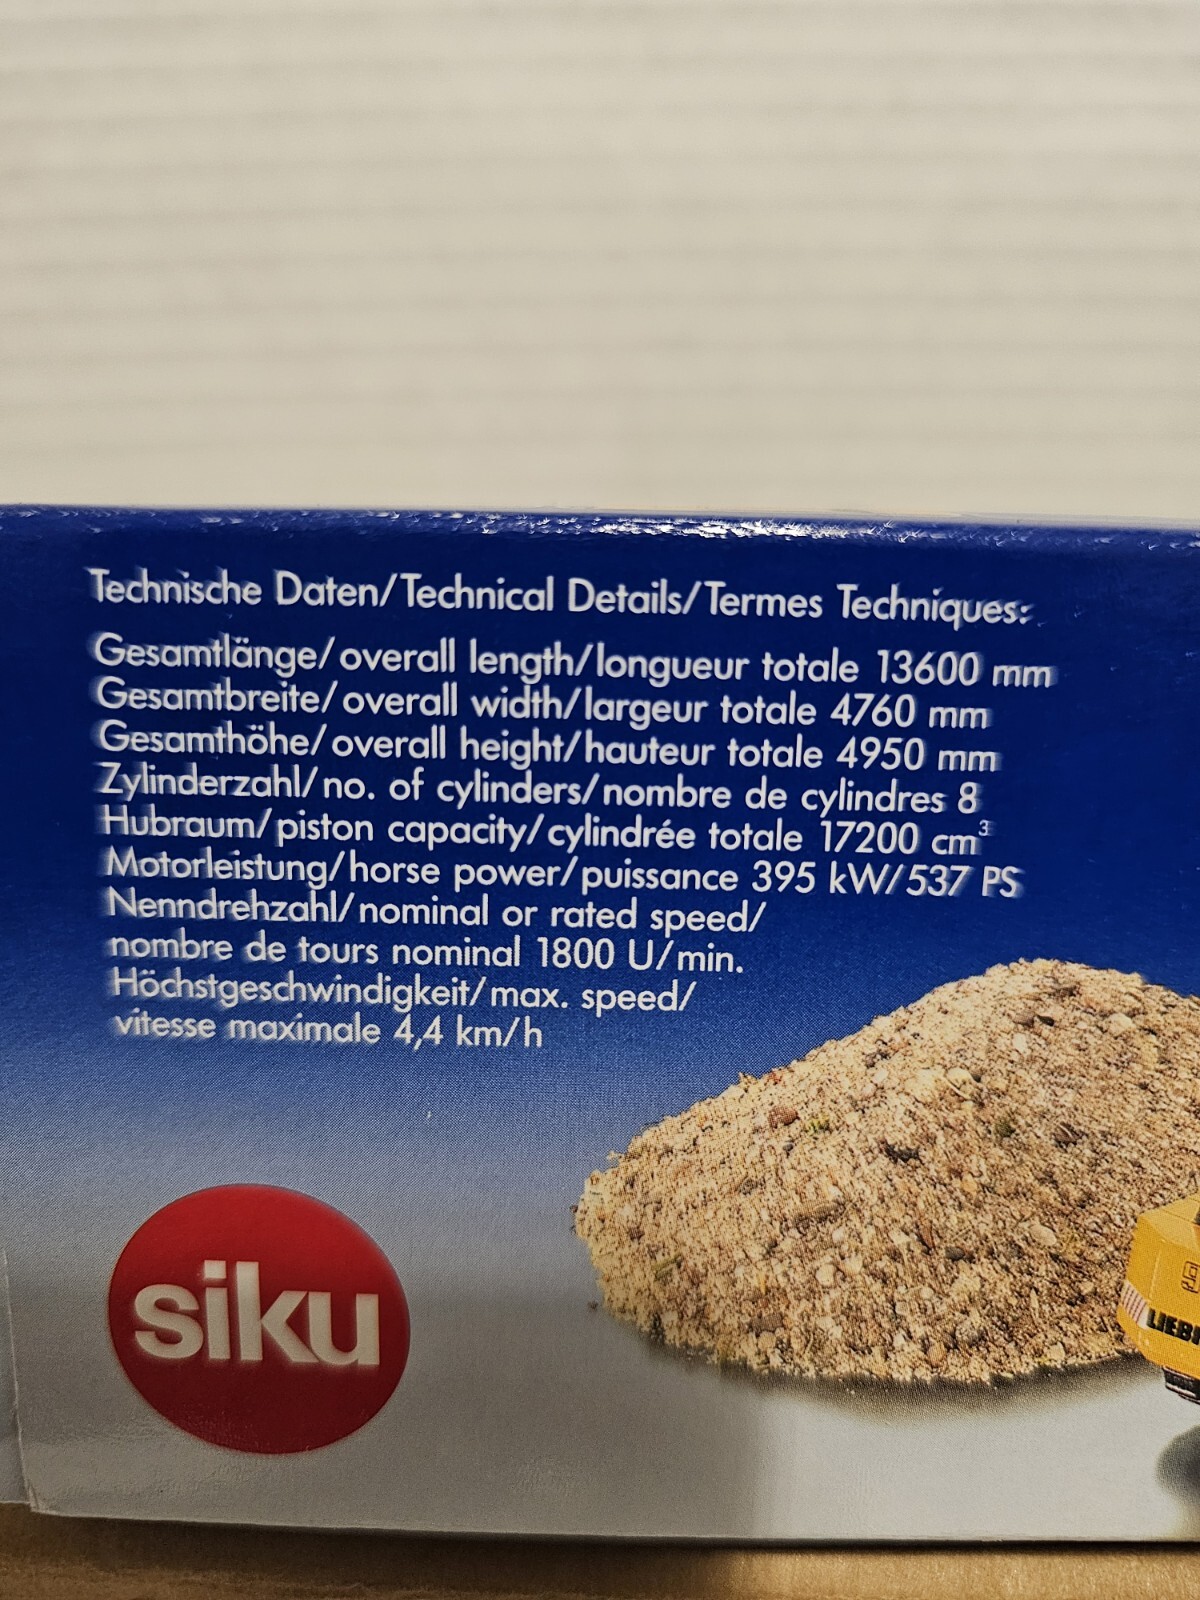 Technische Daten/Technical Details/Termes Techniques:
Gesamtlänge/overall length/longueur totale 13600 mm
Gesamtbreite/overall width/largeur totale 4760 mm
Gesamthöhe/overall height/hauteur totale 4950 mm
Zylinderzahl/no. of cylinders/nombre de cylindres 8
Hubraum/piston capacity/cylindrée totale 17200 cm³
Motorleistung/horse power/puissance 395 kW/537 PS
Nenndrehzahl/nominal or rated speed/
nombre de tours nominal 1800 U/min.
Höchstgeschwindigkeit/max. speed/
vitesse maximale 4,4 km/h
siku